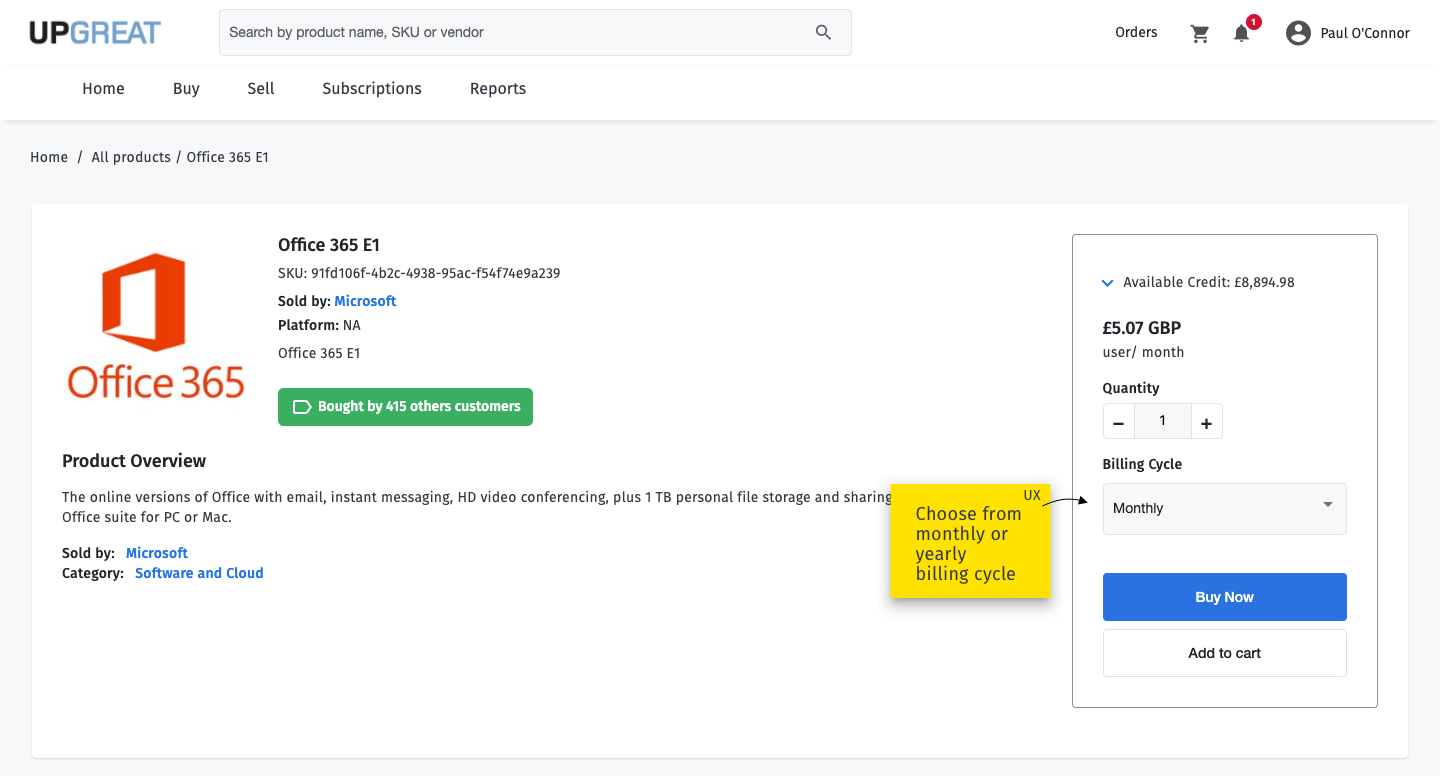 UPGREAT
Search by product name, SKU or vendor
Orders
1
Paul O'Connor
Home
Buy
Sell
Subscriptions
Reports
Home / All products / Office 365 E1
Office 365
Office 365 E1
SKU: 91fd106f-4b2c-4938-95ac-f54f74e9a239
Sold by: Microsoft
Platform: NA
Office 365 E1
Bought by 415 others customers
Product Overview
The online versions of Office with email, instant messaging, HD video conferencing, plus 1 TB personal file storage and sharing
Office suite for PC or Mac.
Sold by: Microsoft
Category: Software and Cloud
UX
Choose from
monthly or
yearly
billing cycle
Available Credit: £8,894.98
£5.07 GBP
user/ month
Quantity
− 1 +
Billing Cycle
Monthly
Buy Now
Add to cart